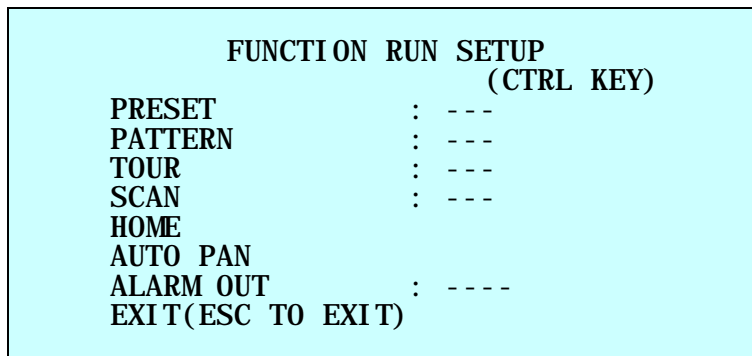 FUNCTION RUN SETUP
(CTRL KEY)
PRESET : ---
PATTERN : ---
TOUR : ---
SCAN : ---
HOME
AUTO PAN
ALARM OUT : ----
EXIT(ESC TO EXIT)